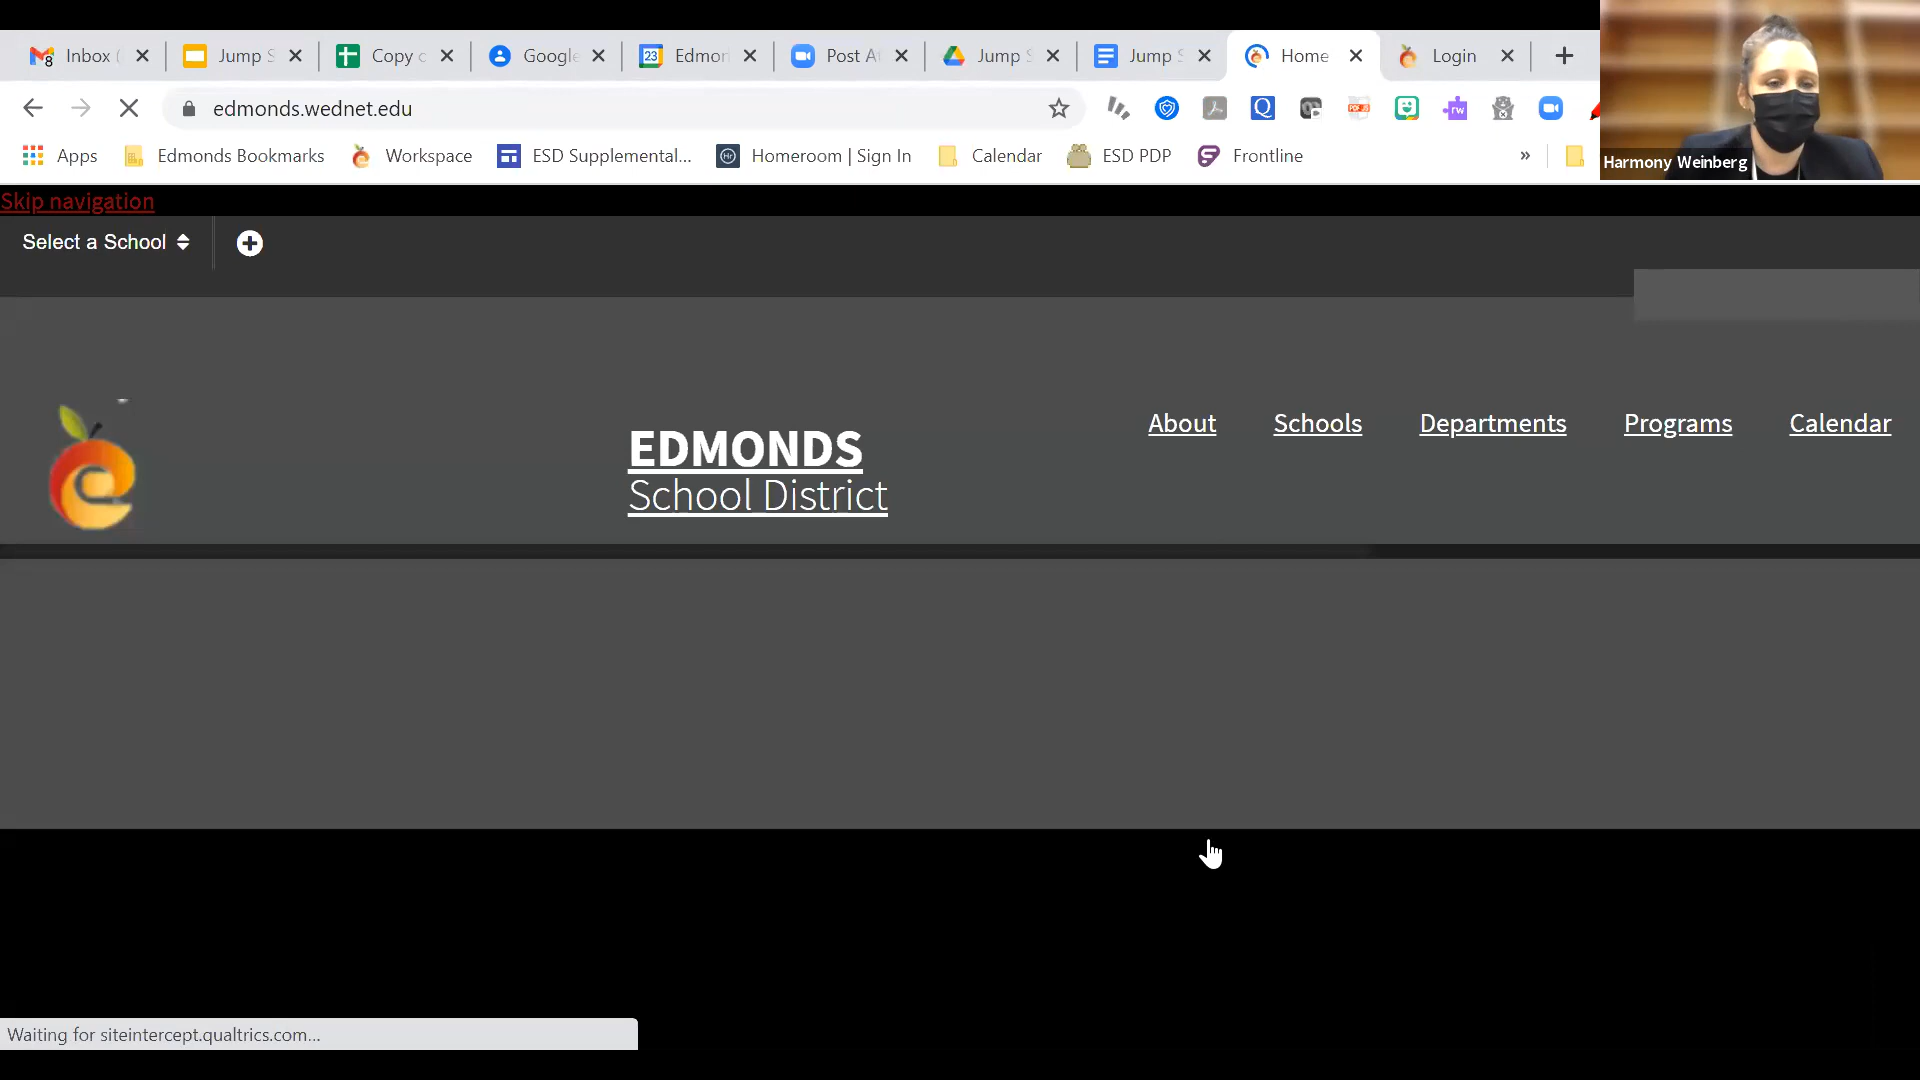 Inbox (
Jump S
Copy o
Google
Edmon
Post At
Jump S
Jump S
Home
Login
edmonds.wednet.edu
Apps
Edmonds Bookmarks
Workspace
ESD Supplemental...
Homeroom | Sign In
Calendar
ESD PDP
Frontline
»
Harmony Weinberg
Skip navigation
Select a School
EDMONDS
School District
About
Schools
Departments
Programs
Calendar
Waiting for siteintercept.qualtrics.com...